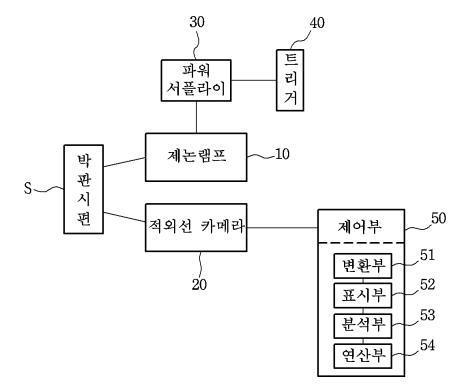 30
40
파워
서플라이
트
리
거
박
판
시
편
S
제논램프
10
적외선 카메라
20
제어부
50
변환부
51
표시부
52
분석부
53
연산부
54